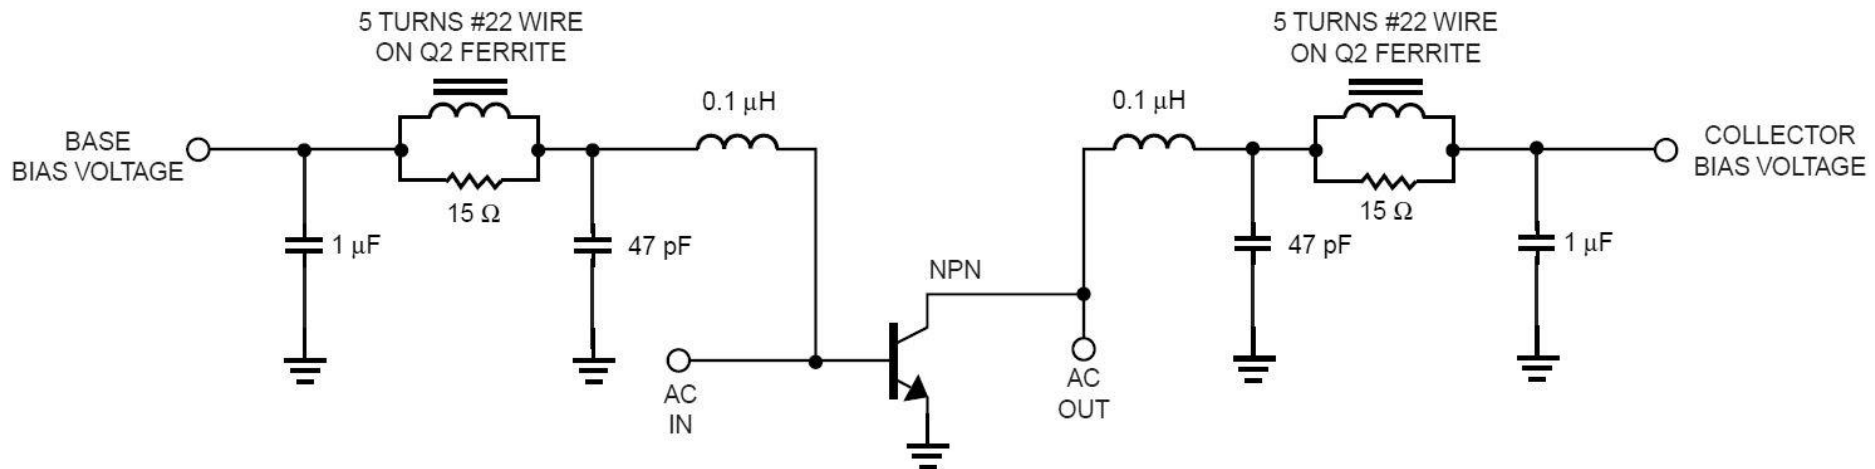 5 TURNS #22 WIRE
ON Q2 FERRITE
5 TURNS #22 WIRE
ON Q2 FERRITE
0.1 μH
0.1 μH
BASE
BIAS VOLTAGE
COLLECTOR
BIAS VOLTAGE
15 Ω
15 Ω
1 μF
47 pF
47 pF
1 μF
NPN
AC
IN
AC
OUT